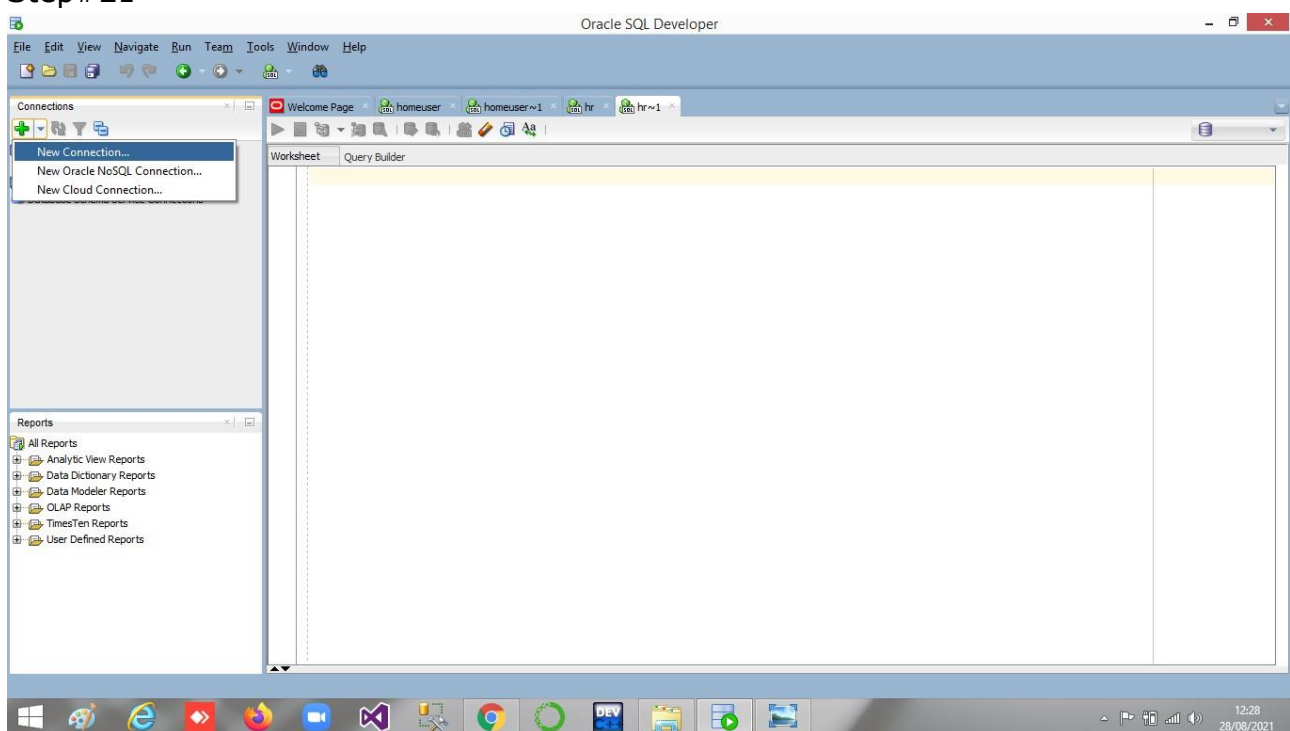 Step#21
Oracle SQL Developer
File Edit View Navigate Run Team Tools Window Help
Connections
Welcome Page homeuser homeuser~1 hr hr~1
New Connection...
New Oracle NoSQL Connection...
New Cloud Connection...
Worksheet Query Builder
Reports
All Reports
Analytic View Reports
Data Dictionary Reports
Data Modeler Reports
OLAP Reports
TimesTen Reports
User Defined Reports
DEV
C++
12:28
28/08/2021